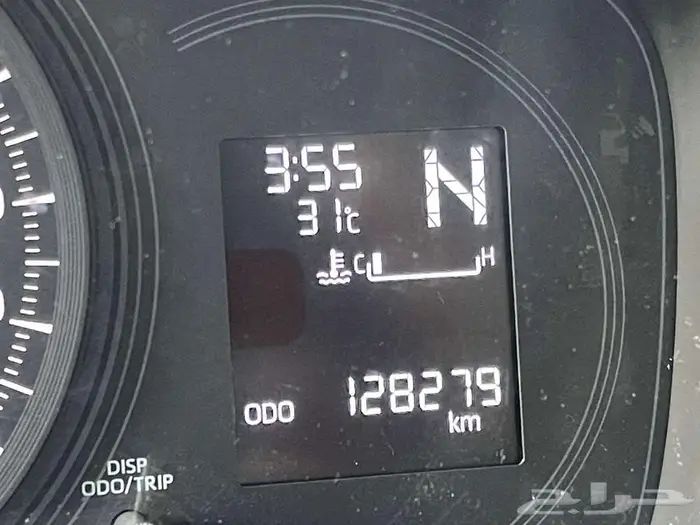 3:55
N
31°C
C H
ODO 128279
km
DISP
ODO/TRIP
حراج